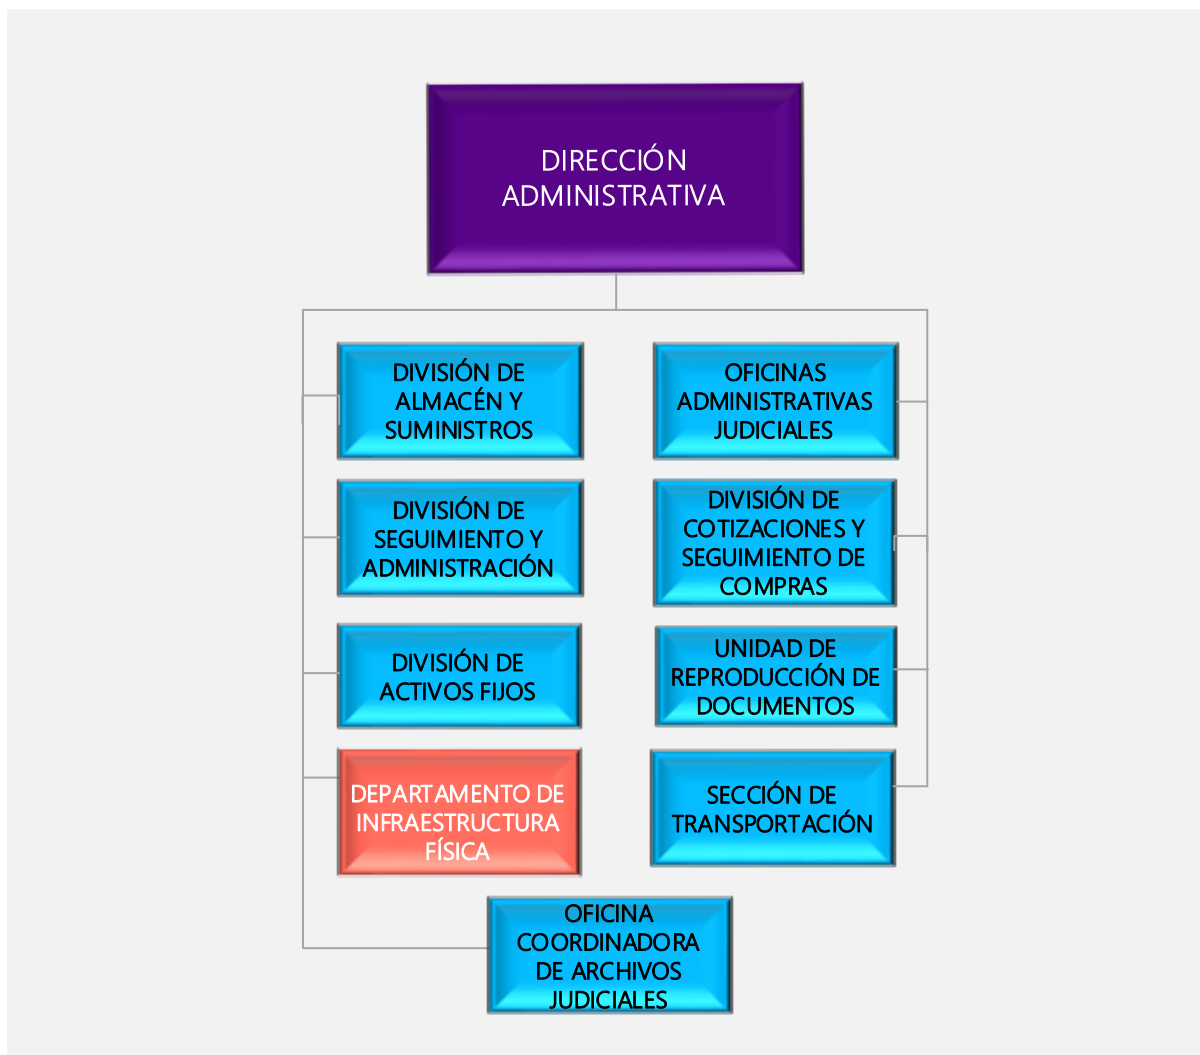 DIRECCIÓN
ADMINISTRATIVA
DIVISIÓN DE
ALMACÉN Y
SUMINISTROS
OFICINAS
ADMINISTRATIVAS
JUDICIALES
DIVISIÓN DE
SEGUIMIENTO Y
ADMINISTRACIÓN
DIVISIÓN DE
COTIZACIONES Y
SEGUIMIENTO DE
COMPRAS
DIVISIÓN DE
ACTIVOS FIJOS
UNIDAD DE
REPRODUCCIÓN DE
DOCUMENTOS
DEPARTAMENTO DE
INFRAESTRUCTURA
FÍSICA
SECCIÓN DE
TRANSPORTACIÓN
OFICINA
COORDINADORA
DE ARCHIVOS
JUDICIALES